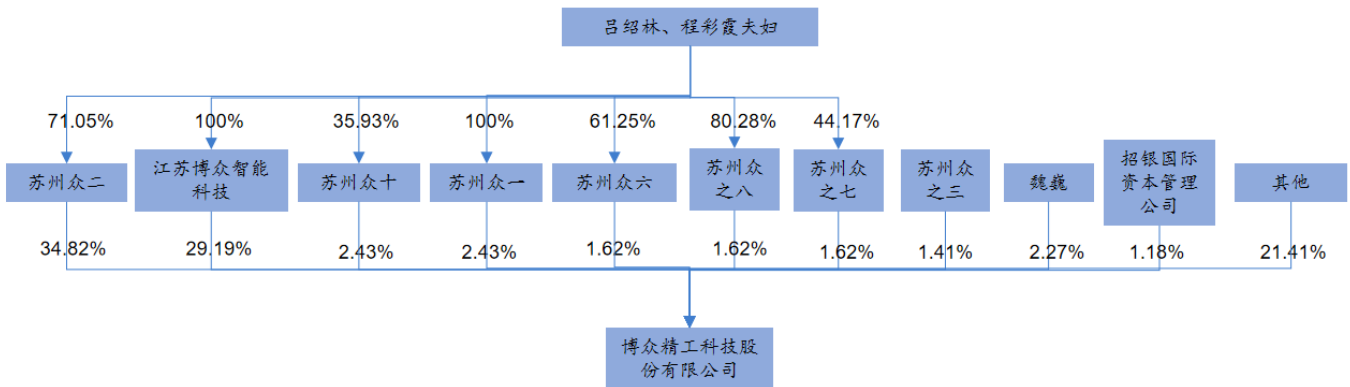 吕绍林、程彩霞夫妇
71.05%
100%
35.93%
100%
61.25%
80.28%
44.17%
苏州众二
江苏博众智能
科技
苏州众十
苏州众一
苏州众六
苏州众
之八
苏州众
之七
苏州众
之三
魏巍
招银国际
资本管理
公司
其他
34.82%
29.19%
2.43%
2.43%
1.62%
1.62%
1.62%
1.41%
2.27%
1.18%
21.41%
博众精工科技股
份有限公司